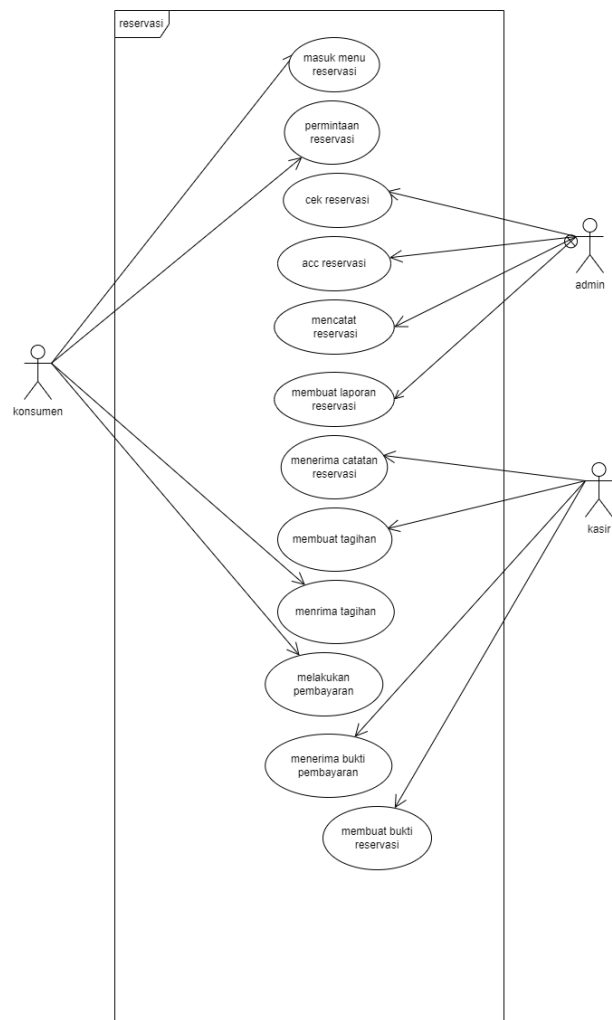 reservasi
masuk menu
reservasi
permintaan
reservasi
cek reservasi
acc reservasi
admin
mencatat
reservasi
konsumen
membuat laporan
reservasi
menerima catatan
reservasi
kasir
membuat tagihan
menrima tagihan
melakukan
pembayaran
menerima bukti
pembayaran
membuat bukti
reservasi